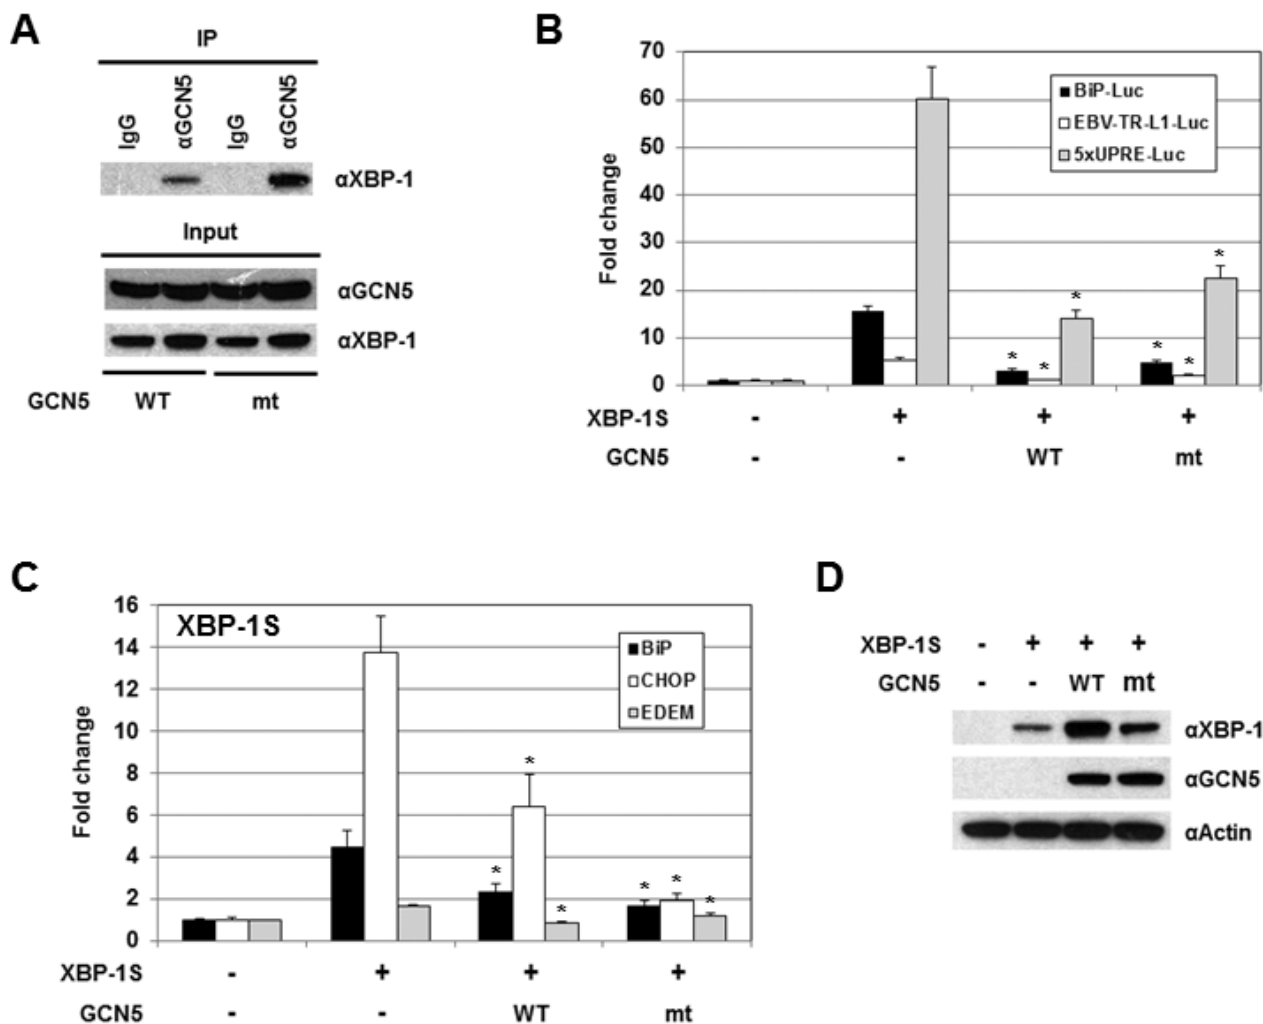 A
IP
IgG αGCN5 IgG αGCN5
αXBP-1
Input
αGCN5
αXBP-1
GCN5 WT mt
B
70
60
50
40
30
20
10
0
Fold change
BiP-Luc
EBV-TR-L1-Luc
5xUPRE-Luc
* * * * * *
XBP-1S - + + +
GCN5 - - WT mt
C
16
14
12
10
8
6
4
2
0
Fold change
XBP-1S
BiP
CHOP
EDEM
* * * * * *
XBP-1S - + + +
GCN5 - - WT mt
D
XBP-1S - + + +
GCN5 - - WT mt
αXBP-1
αGCN5
αActin